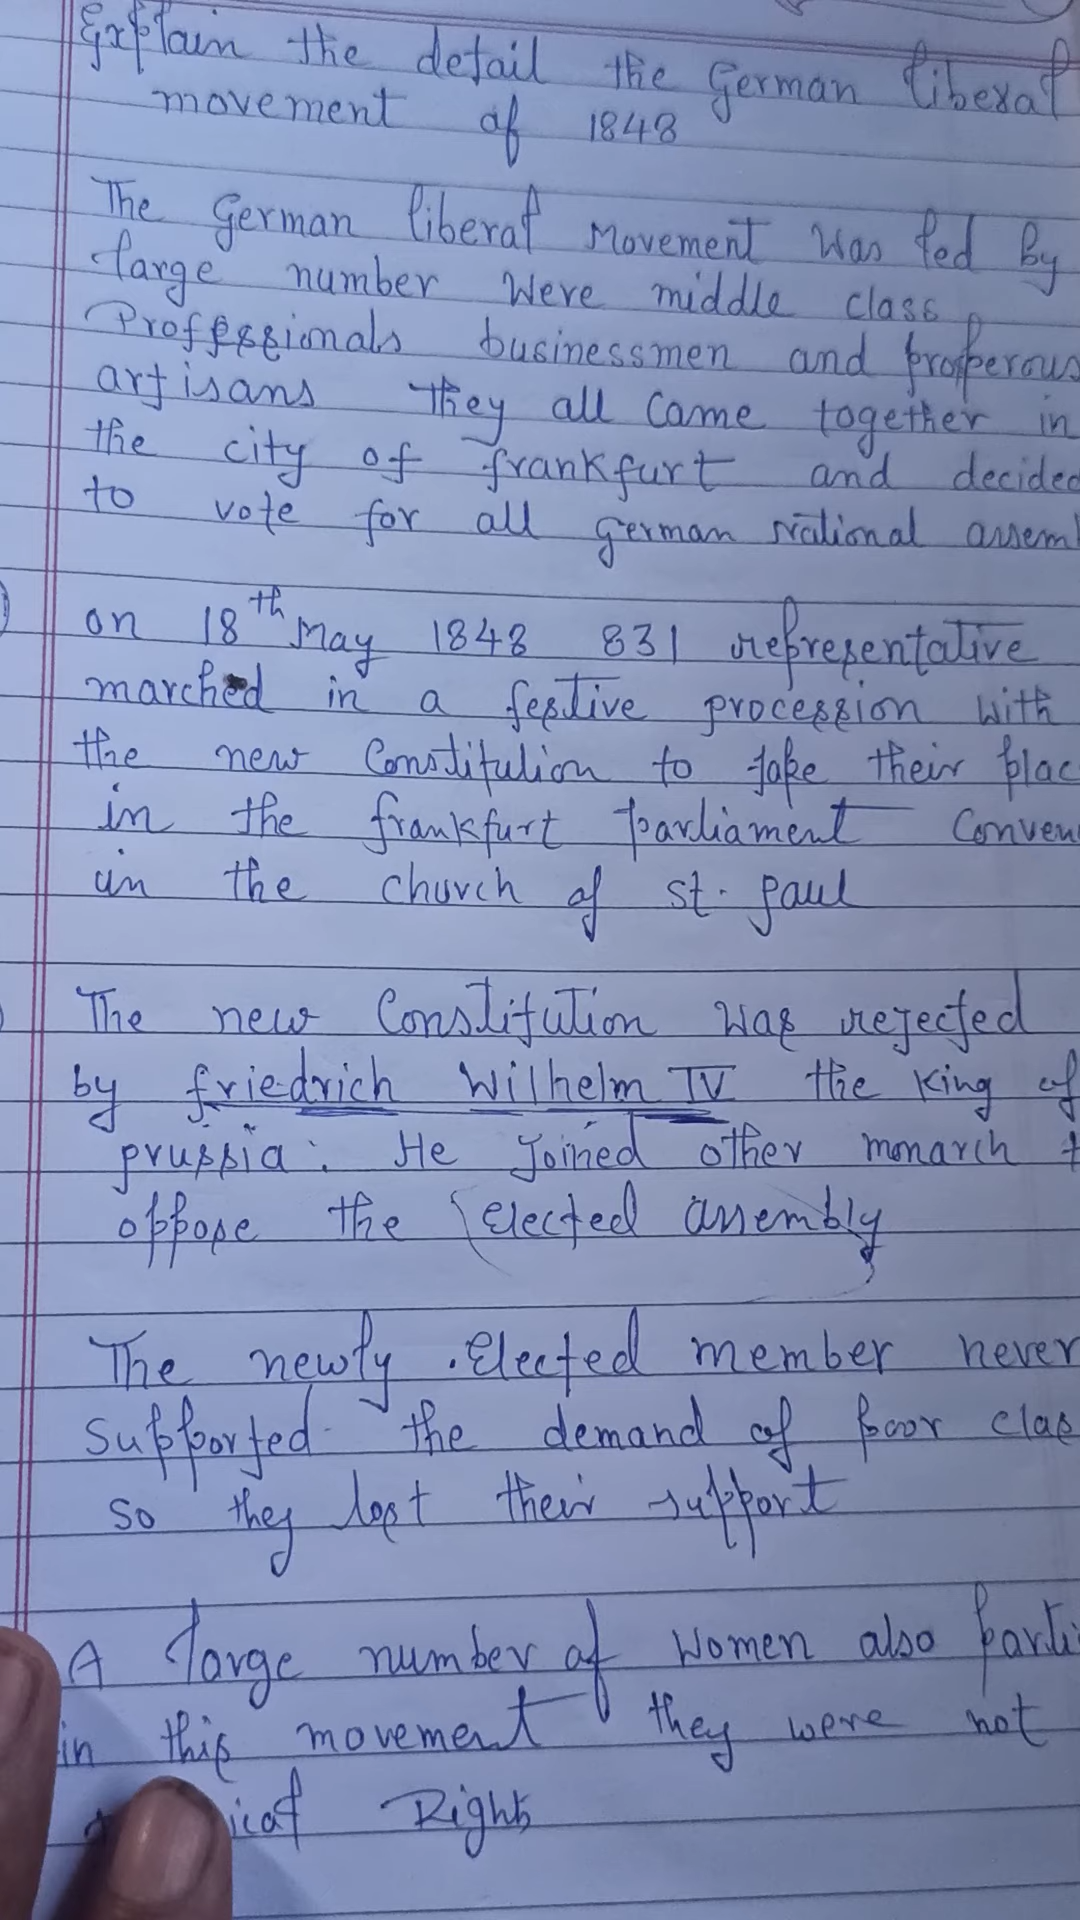 Explain the detail the German liberal
movement of 1848
The German liberal Movement was led by
large number were middle class
Professionals businessmen and prosperous
artisans They all came together in
the city of frankfurt and decided
to vote for all German National assem
on 18th May 1848 831 representative
marched in a festive procession with
the new Constitution to take their plac
in the frankfurt parliament Conven
in the church of st. paul
The new Constitution was rejected
by friedrich Wilhelm IV the King of
prussia. He joined other monarch t
oppose the Elected assembly
The newly Elected member never
Supported the demand of poor clas
so they lost their support
A large number of women also parti
in this movement they were not
ical Rights